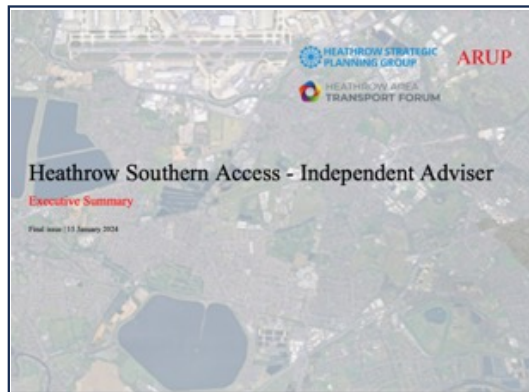 HEATHROW STRATEGIC
PLANNING GROUP
ARUP
HEATHROW AREA
TRANSPORT FORUM
Heathrow Southern Access - Independent Adviser
Executive Summary
Final issue | 15 January 2024